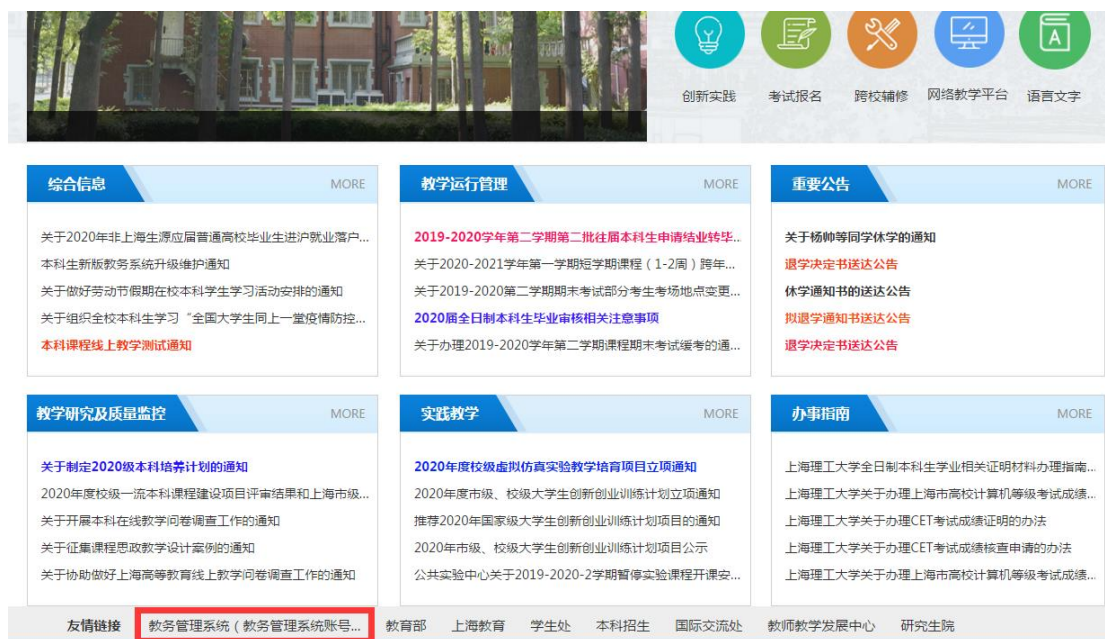 A
创新实践
考试报名
跨校辅修
网络教学平台
语言文字
综合信息 MORE
关于2020年非上海生源应届普通高校毕业生进沪就业落户...
本科生新版教务系统升级维护通知
关于做好劳动节假期在校本科学生学习活动安排的通知
关于组织全校本科生学习“全国大学生同上一堂疫情防控...
本科课程线上教学测试通知
教学运行管理 MORE
2019-2020学年第二学期第二批往届本科生申请结业转毕...
关于2020-2021学年第一学期短学期课程（1-2周）跨年...
关于2019-2020第二学期期末考试部分考生考场地点变更...
2020届全日制本科生毕业审核相关注意事项
关于办理2019-2020学年第二学期课程期末考试缓考的通...
重要公告 MORE
关于杨帅等同学休学的通知
退学决定书送达公告
休学通知书的送达公告
拟退学通知书送达公告
退学决定书送达公告
教学研究及质量监控 MORE
关于制定2020级本科培养计划的通知
2020年度校级一流本科课程建设项目评审结果和上海市级...
关于开展本科在线教学问卷调查工作的通知
关于征集课程思政教学设计案例的通知
关于协助做好上海高等教育线上教学问卷调查工作的通知
实践教学 MORE
2020年度校级虚拟仿真实验教学培育项目立项通知
2020年度市级、校级大学生创新创业训练计划立项通知
推荐2020年国家级大学生创新创业训练计划项目的通知
2020年市级、校级大学生创新创业训练计划项目公示
公共实验中心关于2019-2020-2学期暂停实验课程开课安...
办事指南 MORE
上海理工大学全日制本科生学业相关证明材料办理指南...
上海理工大学关于办理上海市高校计算机等级考试成绩...
上海理工大学关于办理CET考试成绩证明的办法
上海理工大学关于办理CET考试成绩核查申请的办法
上海理工大学关于办理上海市高校计算机等级考试成绩...
友情链接 教务管理系统（教务管理系统账号... 教育部 上海教育 学生处 本科招生 国际交流处 教师教学发展中心 研究生院